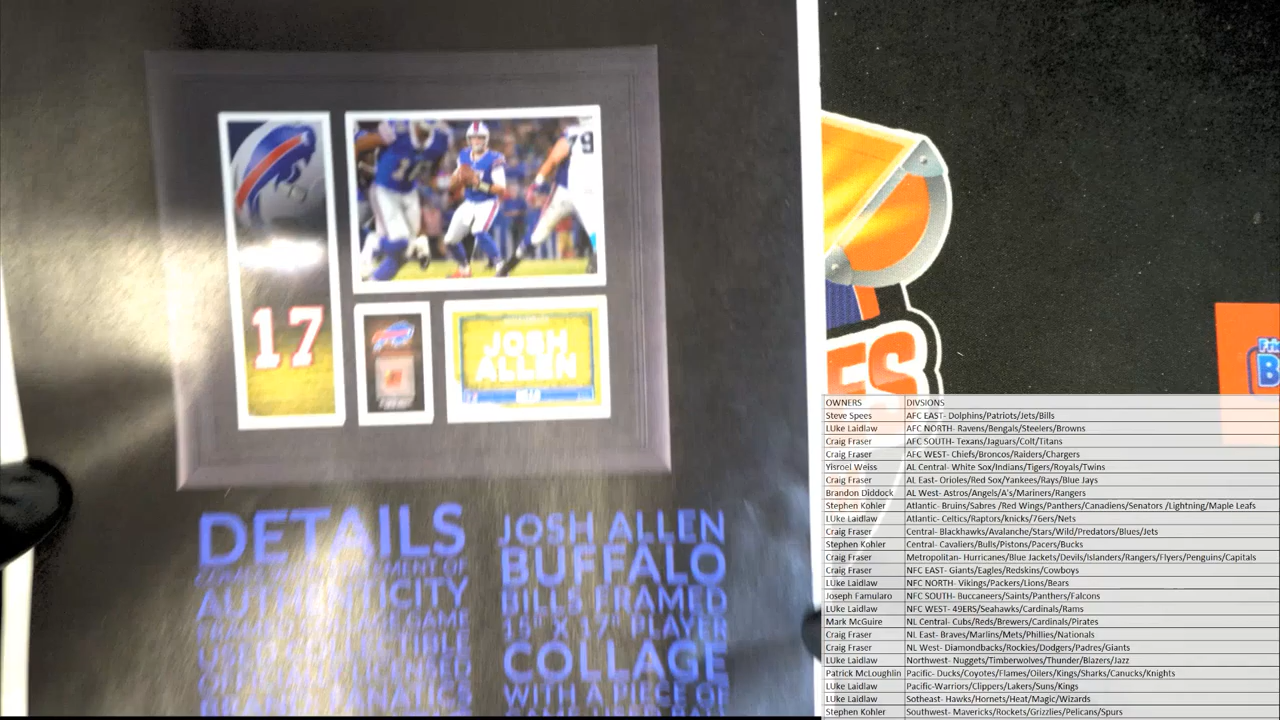 79
17
JOSH
ALLEN
DETAILS
JOSH ALLEN
BUFFALO
BILLS FRAMED
15" X 17" PLAYER
COLLAGE
WITH A PIECE OF
CITY
ES
B
OWNERS DIVSIONS
Steve Spees AFC EAST- Dolphins/Patriots/Jets/Bills
LUke Laidlaw AFC NORTH- Ravens/Bengals/Steelers/Browns
Craig Fraser AFC SOUTH- Texans/Jaguars/Colt/Titans
Craig Fraser AFC WEST- Chiefs/Broncos/Raiders/Chargers
Yisroel Weiss AL Central- White Sox/Indians/Tigers/Royals/Twins
Craig Fraser AL East- Orioles/Red Sox/Yankees/Rays/Blue Jays
Brandon Diddock AL West- Astros/Angels/A's/Mariners/Rangers
Stephen Kohler Atlantic- Bruins/Sabres /Red Wings/Panthers/Canadiens/Senators /Lightning/Maple Leafs
LUke Laidlaw Atlantic- Celtics/Raptors/knicks/76ers/Nets
Craig Fraser Central- Blackhawks/Avalanche/Stars/Wild/Predators/Blues/Jets
Stephen Kohler Central- Cavaliers/Bulls/Pistons/Pacers/Bucks
Craig Fraser Metropolitan- Hurricanes/Blue Jackets/Devils/Islanders/Rangers/Flyers/Penguins/Capitals
Craig Fraser NFC EAST- Giants/Eagles/Redskins/Cowboys
LUke Laidlaw NFC NORTH- Vikings/Packers/Lions/Bears
Joseph Famularo NFC SOUTH- Buccaneers/Saints/Panthers/Falcons
LUke Laidlaw NFC WEST- 49ERS/Seahawks/Cardinals/Rams
Mark McGuire NL Central- Cubs/Reds/Brewers/Cardinals/Pirates
Craig Fraser NL East- Braves/Marlins/Mets/Phillies/Nationals
Craig Fraser NL West- Diamondbacks/Rockies/Dodgers/Padres/Giants
LUke Laidlaw Northwest- Nuggets/Timberwolves/Thunder/Blazers/Jazz
Patrick McLoughlin Pacific- Ducks/Coyotes/Flames/Oilers/Kings/Sharks/Canucks/Knights
LUke Laidlaw Pacific-Warriors/Clippers/Lakers/Suns/Kings
LUke Laidlaw Sotheast- Hawks/Hornets/Heat/Magic/Wizards
Stephen Kohler Southwest- Mavericks/Rockets/Grizzlies/Pelicans/Spurs